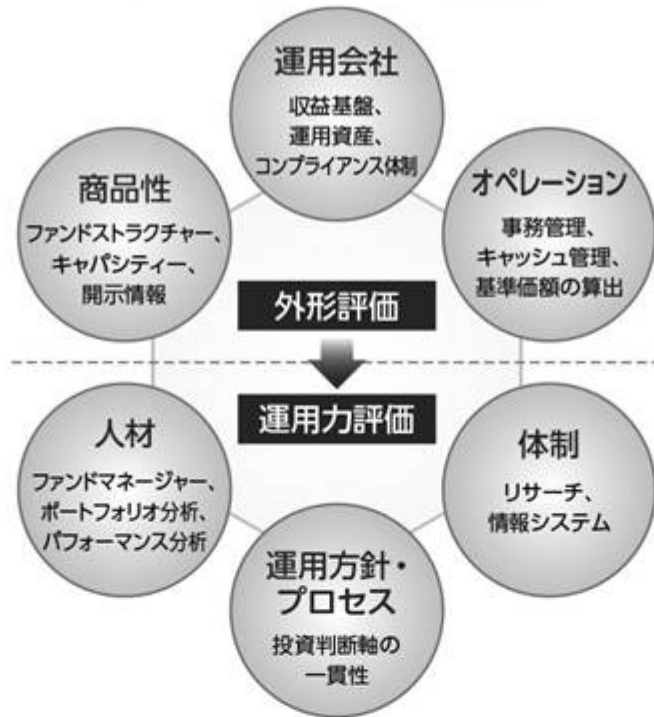 運用会社
収益基盤、
運用資産、
コンプライアンス体制
商品性
ファンドストラクチャー、
キャパシティー、
開示情報
オペレーション
事務管理、
キャッシュ管理、
基準価額の算出
外形評価
運用力評価
人材
ファンドマネージャー、
ポートフォリオ分析、
パフォーマンス分析
体制
リサーチ、
情報システム
運用方針・
プロセス
投資判断軸の
一貫性